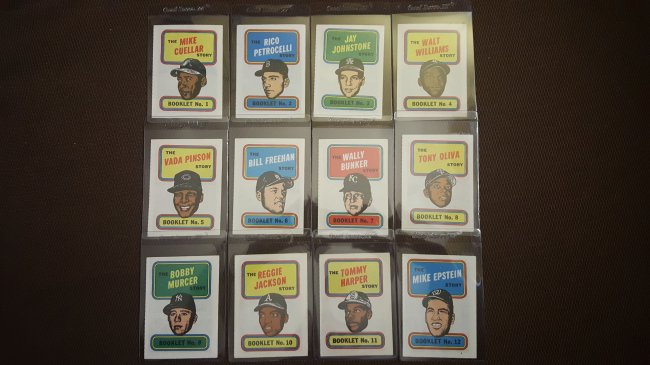 THE
MIKE
CUELLAR
STORY
BOOKLET No. 1
THE
RICO
PETROCELLI
STORY
BOOKLET No. 2
THE
JAY
JOHNSTONE
STORY
BOOKLET No. 3
THE
WALT
WILLIAMS
STORY
BOOKLET No. 4
THE
VADA PINSON
STORY
BOOKLET No. 5
THE
BILL FREEHAN
STORY
BOOKLET No. 6
THE
WALLY
BUNKER
STORY
BOOKLET No. 7
THE
TONY OLIVA
STORY
BOOKLET No. 8
THE
BOBBY
MURCER
STORY
BOOKLET No. 9
THE
REGGIE
JACKSON
STORY
BOOKLET No. 10
THE
TOMMY
HARPER
STORY
BOOKLET No. 11
THE
MIKE EPSTEIN
STORY
BOOKLET No. 12